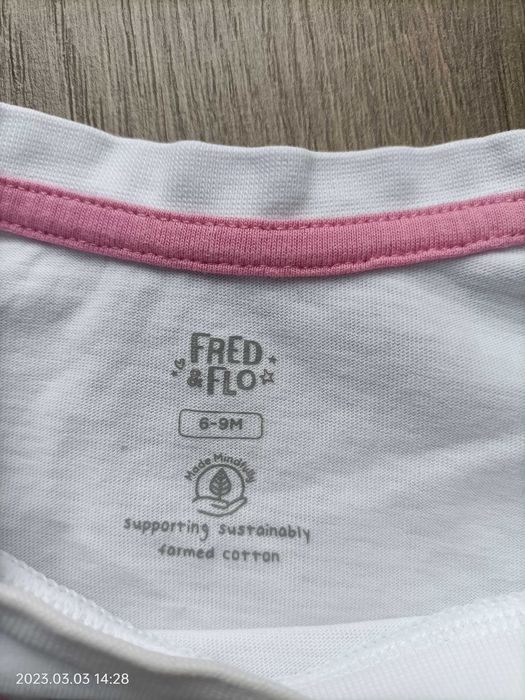 FRED
& FLO
6-9M
Made Mindfully
supporting sustainably
farmed cotton
2023.03.03 14:28